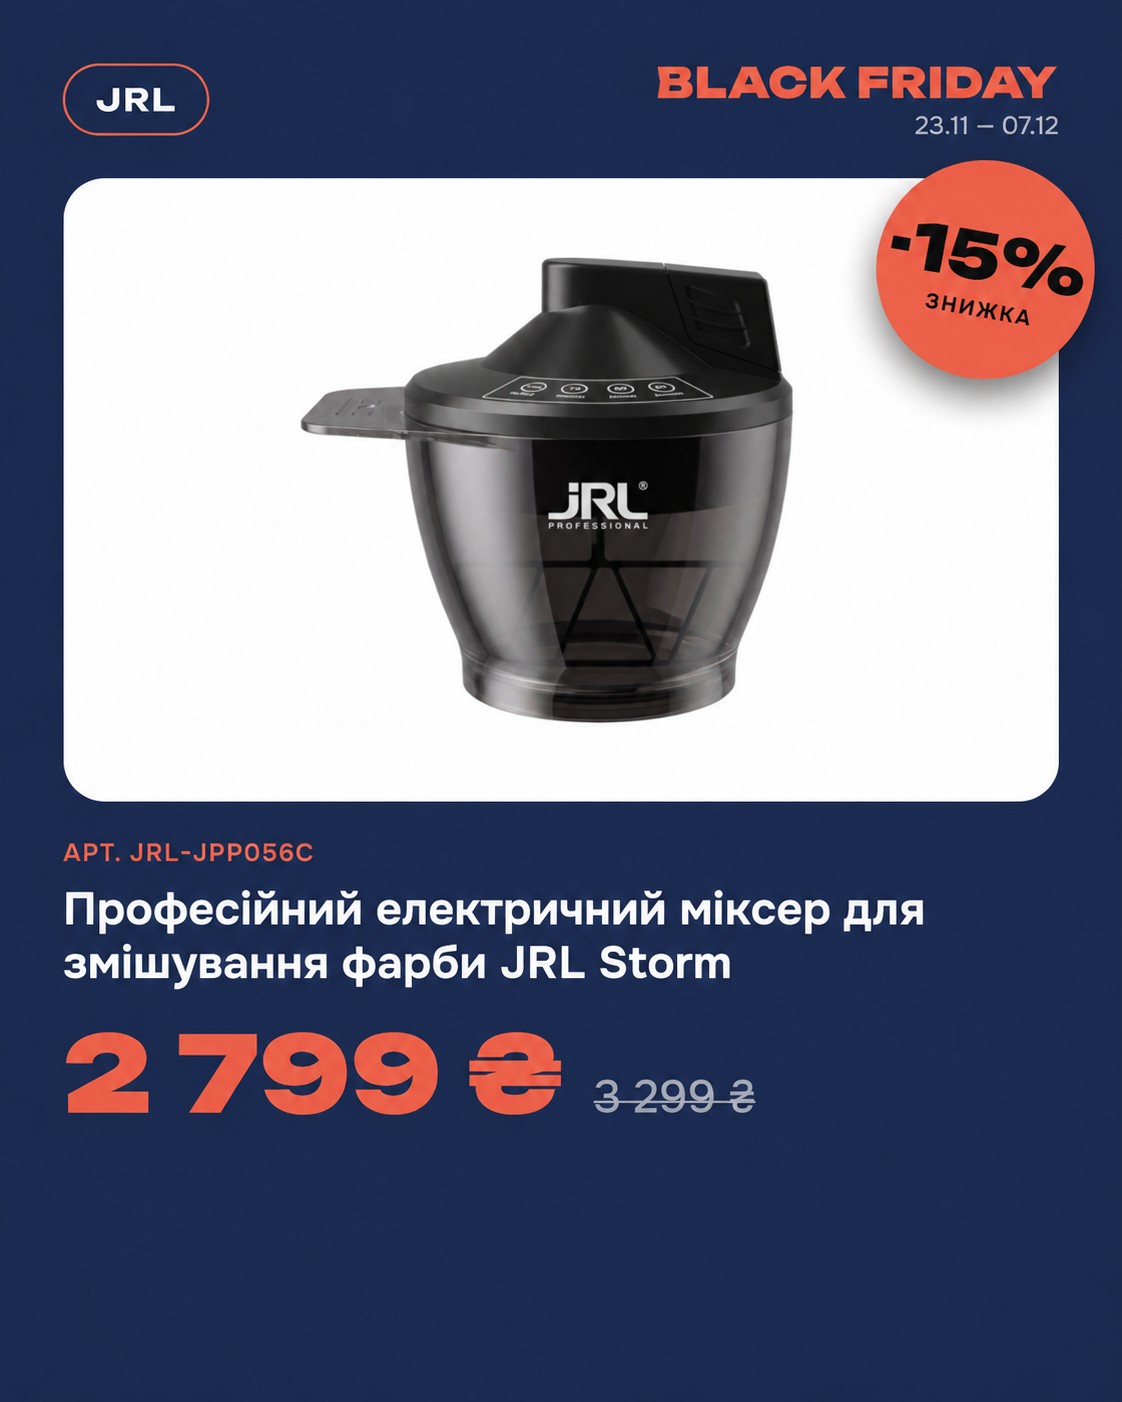 JRL
BLACK FRIDAY
23.11 – 07.12
-15%
ЗНИЖКА
JRL®
PROFESSIONAL
АРТ. JRL-JPP056C
Професійний електричний міксер для
змішування фарби JRL Storm
2 799 ₴ 3 299 ₴